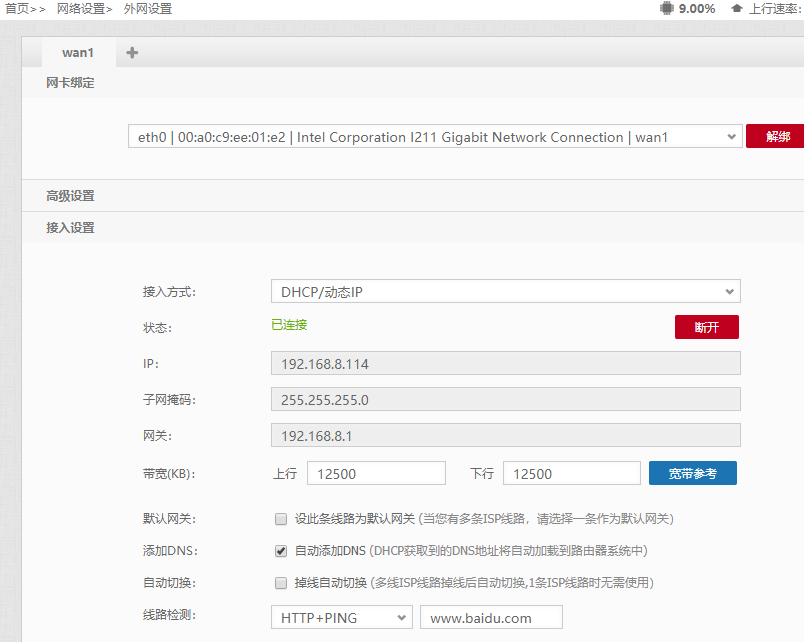 首页>> 网络设置> 外网设置 9.00% 上行速率:
wan1
网卡绑定
eth0 | 00:a0:c9:ee:01:e2 | Intel Corporation I211 Gigabit Network Connection | wan1 解绑
高级设置
接入设置
接入方式: DHCP/动态IP
状态: 已连接 断开
IP: 192.168.8.114
子网掩码: 255.255.255.0
网关: 192.168.8.1
带宽(KB): 上行 12500 下行 12500 宽带参考
默认网关: 设此条线路为默认网关 (当您有多条ISP线路，请选择一条作为默认网关)
添加DNS: 自动添加DNS (DHCP获取到的DNS地址将自动加载到路由器系统中)
自动切换: 掉线自动切换 (多线ISP线路掉线后自动切换,1条ISP线路时无需使用)
线路检测: HTTP+PING www.baidu.com